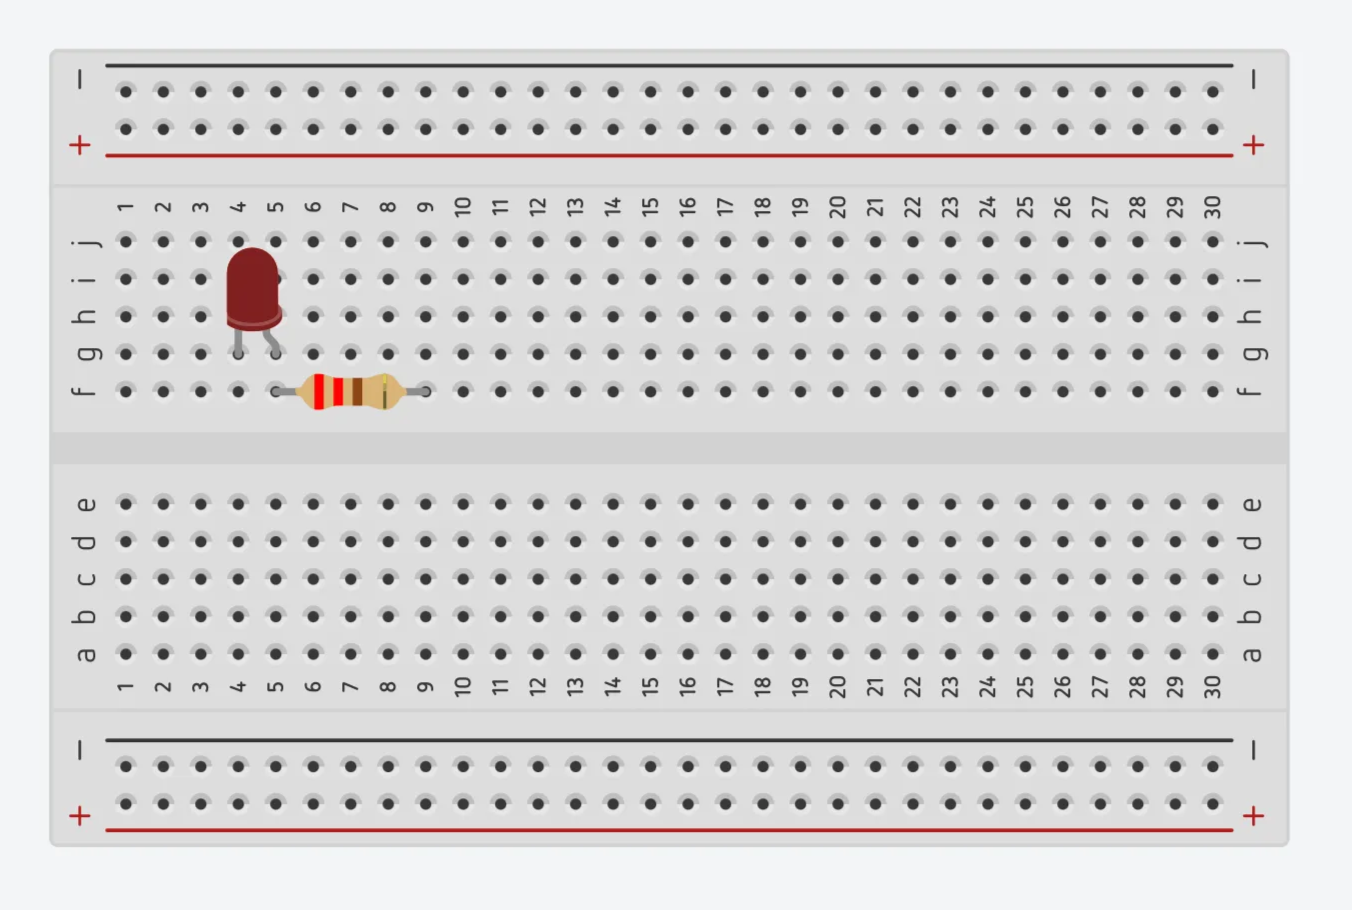 − −
+ +
1 2 3 4 5 6 7 8 9 10 11 12 13 14 15 16 17 18 19 20 21 22 23 24 25 26 27 28 29 30
j j
i i
h h
g g
f f
e e
d d
c c
b b
a a
1 2 3 4 5 6 7 8 9 10 11 12 13 14 15 16 17 18 19 20 21 22 23 24 25 26 27 28 29 30
− −
+ +